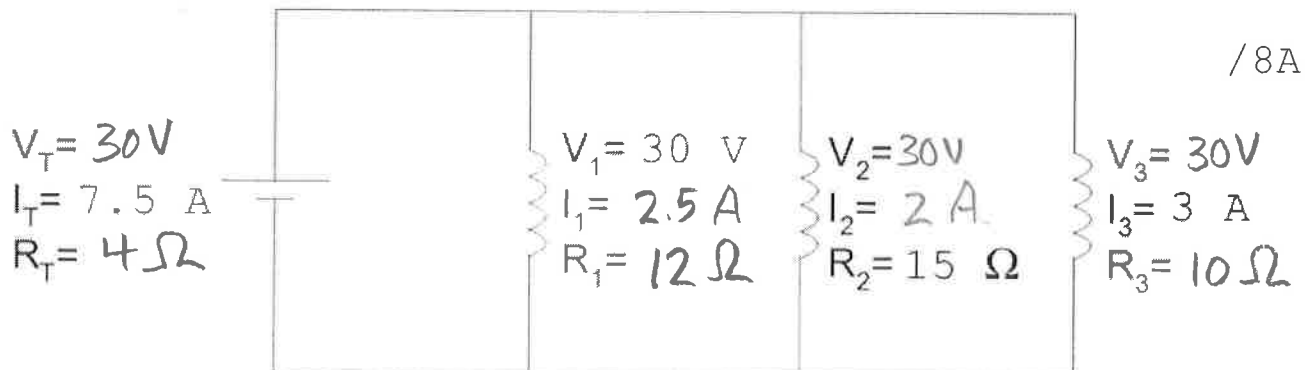 /8A
V_T= 30V
I_T= 7.5 A
R_T= 4Ω
V_1= 30 V
I_1= 2.5 A
R_1= 12Ω
V_2=30V
I_2= 2 A
R_2= 15 Ω
V_3= 30V
I_3= 3 A
R_3= 10Ω